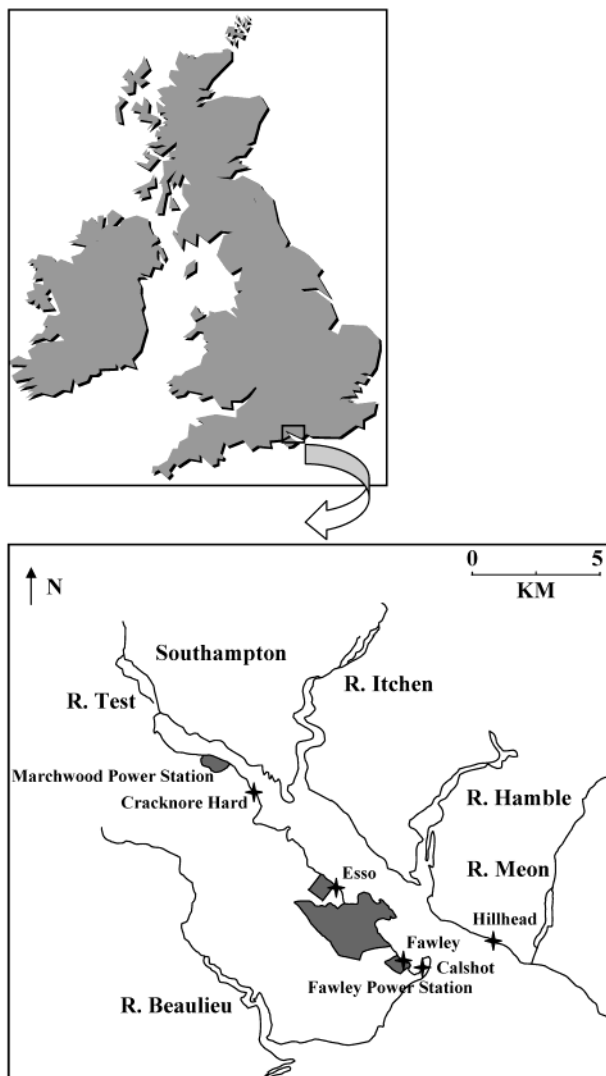 0 5
KM
N
Southampton
R. Itchen
R. Test
Marchwood Power Station
Cracknore Hard
R. Hamble
R. Meon
Esso
Hillhead
Fawley
Calshot
Fawley Power Station
R. Beaulieu